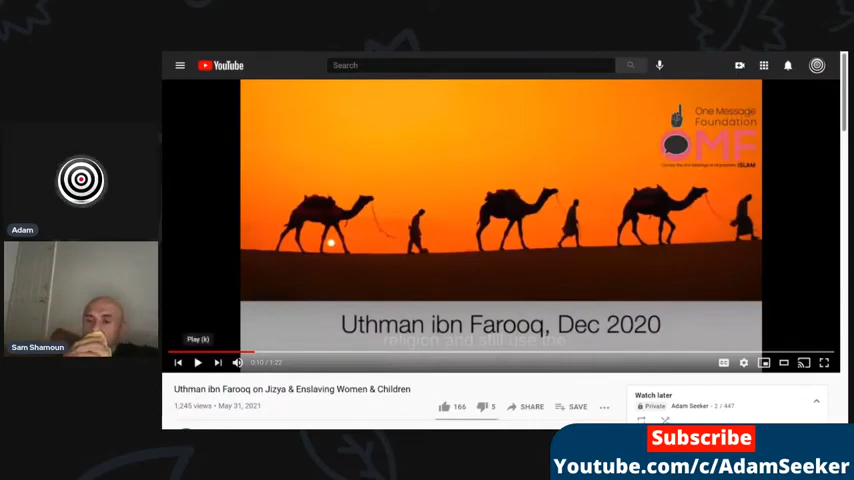 YouTube
Search
One Message
Foundation
OMF
ISLAM
Adam
Sam Shamoun
Uthman ibn Farooq, Dec 2020
religion and still use the
Play (k)
0:10 / 1:22
Uthman ibn Farooq on Jizya & Enslaving Women & Children
1,245 views • May 31, 2021
166
5
SHARE
SAVE
Watch later
Private Adam Seeker - 2 / 447
Subscribe
Youtube.com/c/AdamSeeker